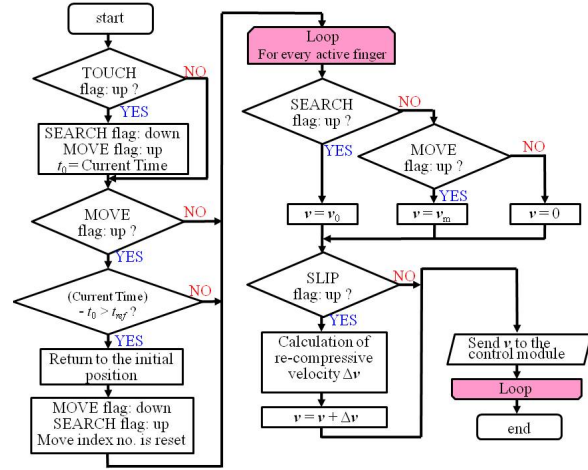 start
TOUCH
flag: up ?
NO
YES
SEARCH flag: down
MOVE flag: up
t0 = Current Time
MOVE
flag: up ?
NO
YES
(Current Time)
- t0 > tref ?
NO
YES
Return to the initial
position
MOVE flag: down
SEARCH flag: up
Move index no. is reset
Loop
For every active finger
SEARCH
flag: up ?
NO
YES
MOVE
flag: up ?
NO
YES
v = v0
v = vm
v = 0
SLIP
flag: up ?
NO
YES
Calculation of
re-compressive
velocity Δv
v = v + Δv
Send v to the
control module
Loop
end